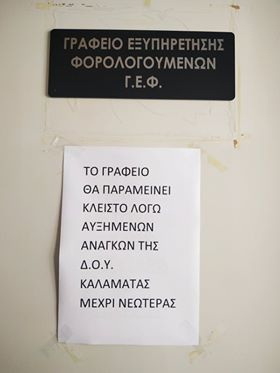 ΓΡΑΦΕΙΟ ΕΞΥΠΗΡΕΤΗΣΗΣ
ΦΟΡΟΛΟΓΟΥΜΕΝΩΝ
Γ.Ε.Φ.
ΤΟ ΓΡΑΦΕΙΟ
ΘΑ ΠΑΡΑΜΕΙΝΕΙ
ΚΛΕΙΣΤΟ ΛΟΓΩ
ΑΥΞΗΜΕΝΩΝ
ΑΝΑΓΚΩΝ ΤΗΣ
Δ.Ο.Υ.
ΚΑΛΑΜΑΤΑΣ
ΜΕΧΡΙ ΝΕΩΤΕΡΑΣ